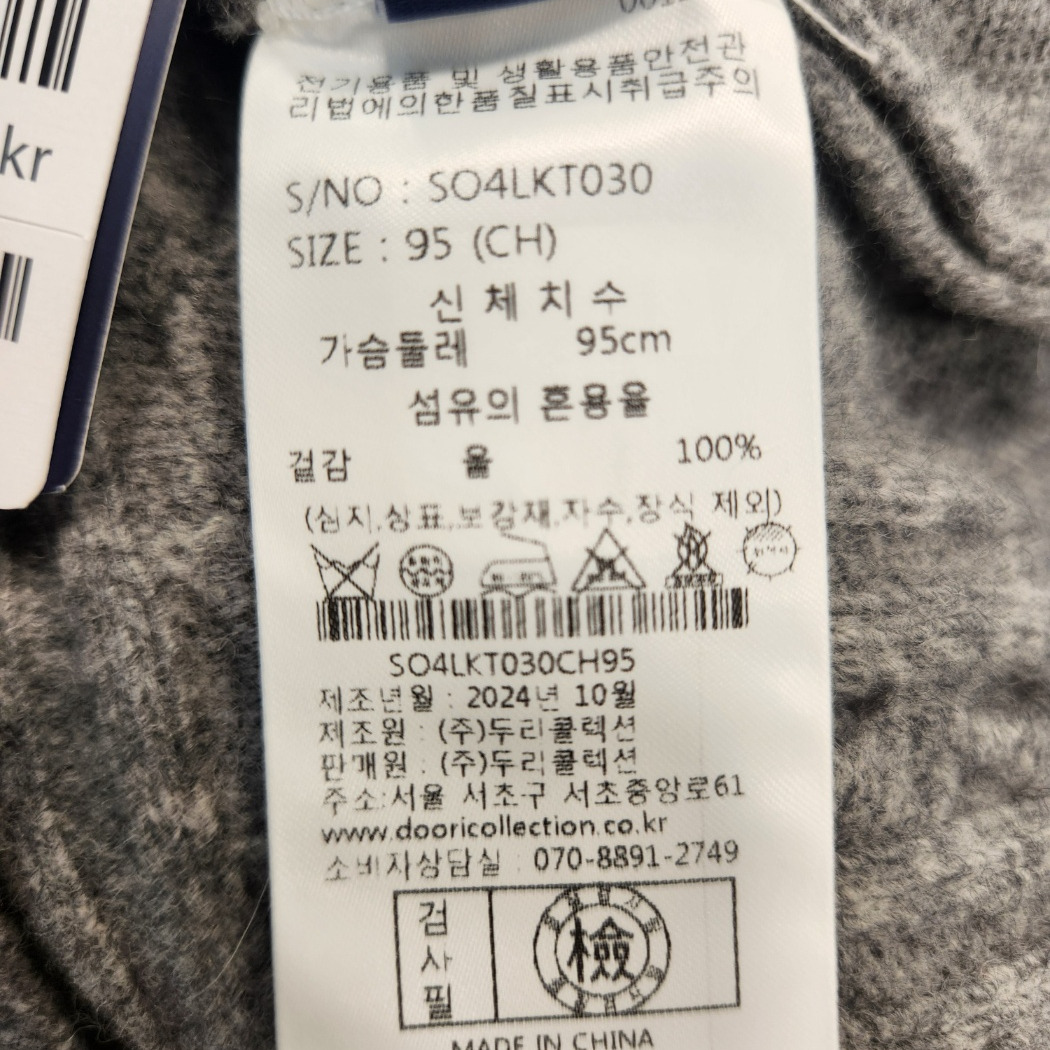 kr
전기용품 및 생활용품안전관
리법에의한품질표시취급주의
S/NO : SO4LKT030
SIZE : 95 (CH)
신 체 치 수
가슴둘레 95cm
섬유의 혼용율
겉감 울 100%
(심지,상표,보강재,자수,장식 제외)
SO4LKT030CH95
제조년월 : 2024년 10월
제조원 : (주)두리콜렉션
판매원 : (주)두리콜렉션
주소:서울 서초구 서초중앙로61
www.dooricollection.co.kr
소비자상담실 : 070-8891-2749
검
사
필
檢
MADE IN CHINA